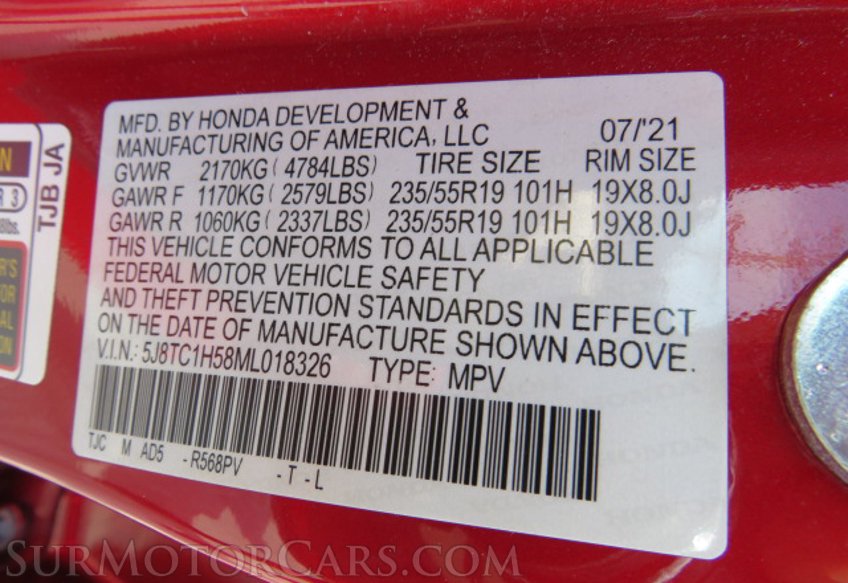 MFD. BY HONDA DEVELOPMENT &
MANUFACTURING OF AMERICA, LLC 07/'21
GVWR 2170KG ( 4784LBS) TIRE SIZE RIM SIZE
GAWR F 1170KG ( 2579LBS) 235/55R19 101H 19X8.0J
GAWR R 1060KG ( 2337LBS) 235/55R19 101H 19X8.0J
THIS VEHICLE CONFORMS TO ALL APPLICABLE
FEDERAL MOTOR VEHICLE SAFETY
AND THEFT PREVENTION STANDARDS IN EFFECT
ON THE DATE OF MANUFACTURE SHOWN ABOVE.
V.I.N.: 5J8TC1H58ML018326 TYPE: MPV
TJC M AD5 -R568PV -T-L
TJB JA
3
lbs.
SurMotorCars.com